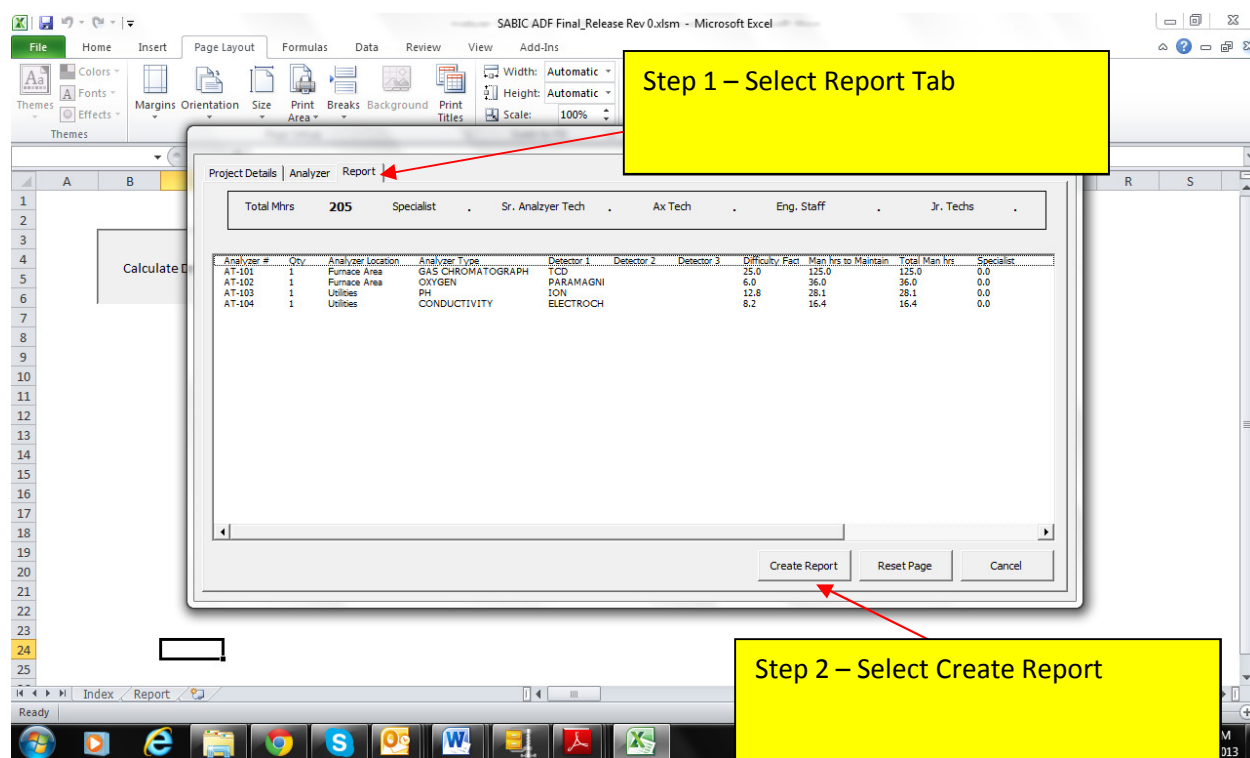 SABIC ADF Final_Release Rev 0.xlsm - Microsoft Excel
File Home Insert Page Layout Formulas Data Review View Add-Ins
Step 1 – Select Report Tab
Aa Colors Width: Automatic
A Fonts Height: Automatic
Themes Effects Margins Orientation Size Print Area Breaks Background Print Titles Scale: 100%
Themes
Project Details Analyzer Report
A B R S
Total Mhrs 205 Specialist . Sr. Analzyer Tech . Ax Tech . Eng. Staff . Jr. Techs .
Calculate
Analyzer # Qty Analyzer Location Analyzer Type Detector 1 Detector 2 Detector 3 Difficulty Fact Man hrs to Maintain Total Man hrs Specialist
AT-101 1 Furnace Area GAS CHROMATOGRAPH TCD 25.0 125.0 125.0 0.0
AT-102 1 Furnace Area OXYGEN PARAMAGNI 6.0 36.0 36.0 0.0
AT-103 1 Utilities PH ION 12.8 28.1 28.1 0.0
AT-104 1 Utilities CONDUCTIVITY ELECTROCH 8.2 16.4 16.4 0.0
1
2
3
4
5
6
7
8
9
10
11
12
13
14
15
16
17
18
19
20
21
22
23
24
25
Create Report Reset Page Cancel
Step 2 – Select Create Report
Index Report
Ready
M
013